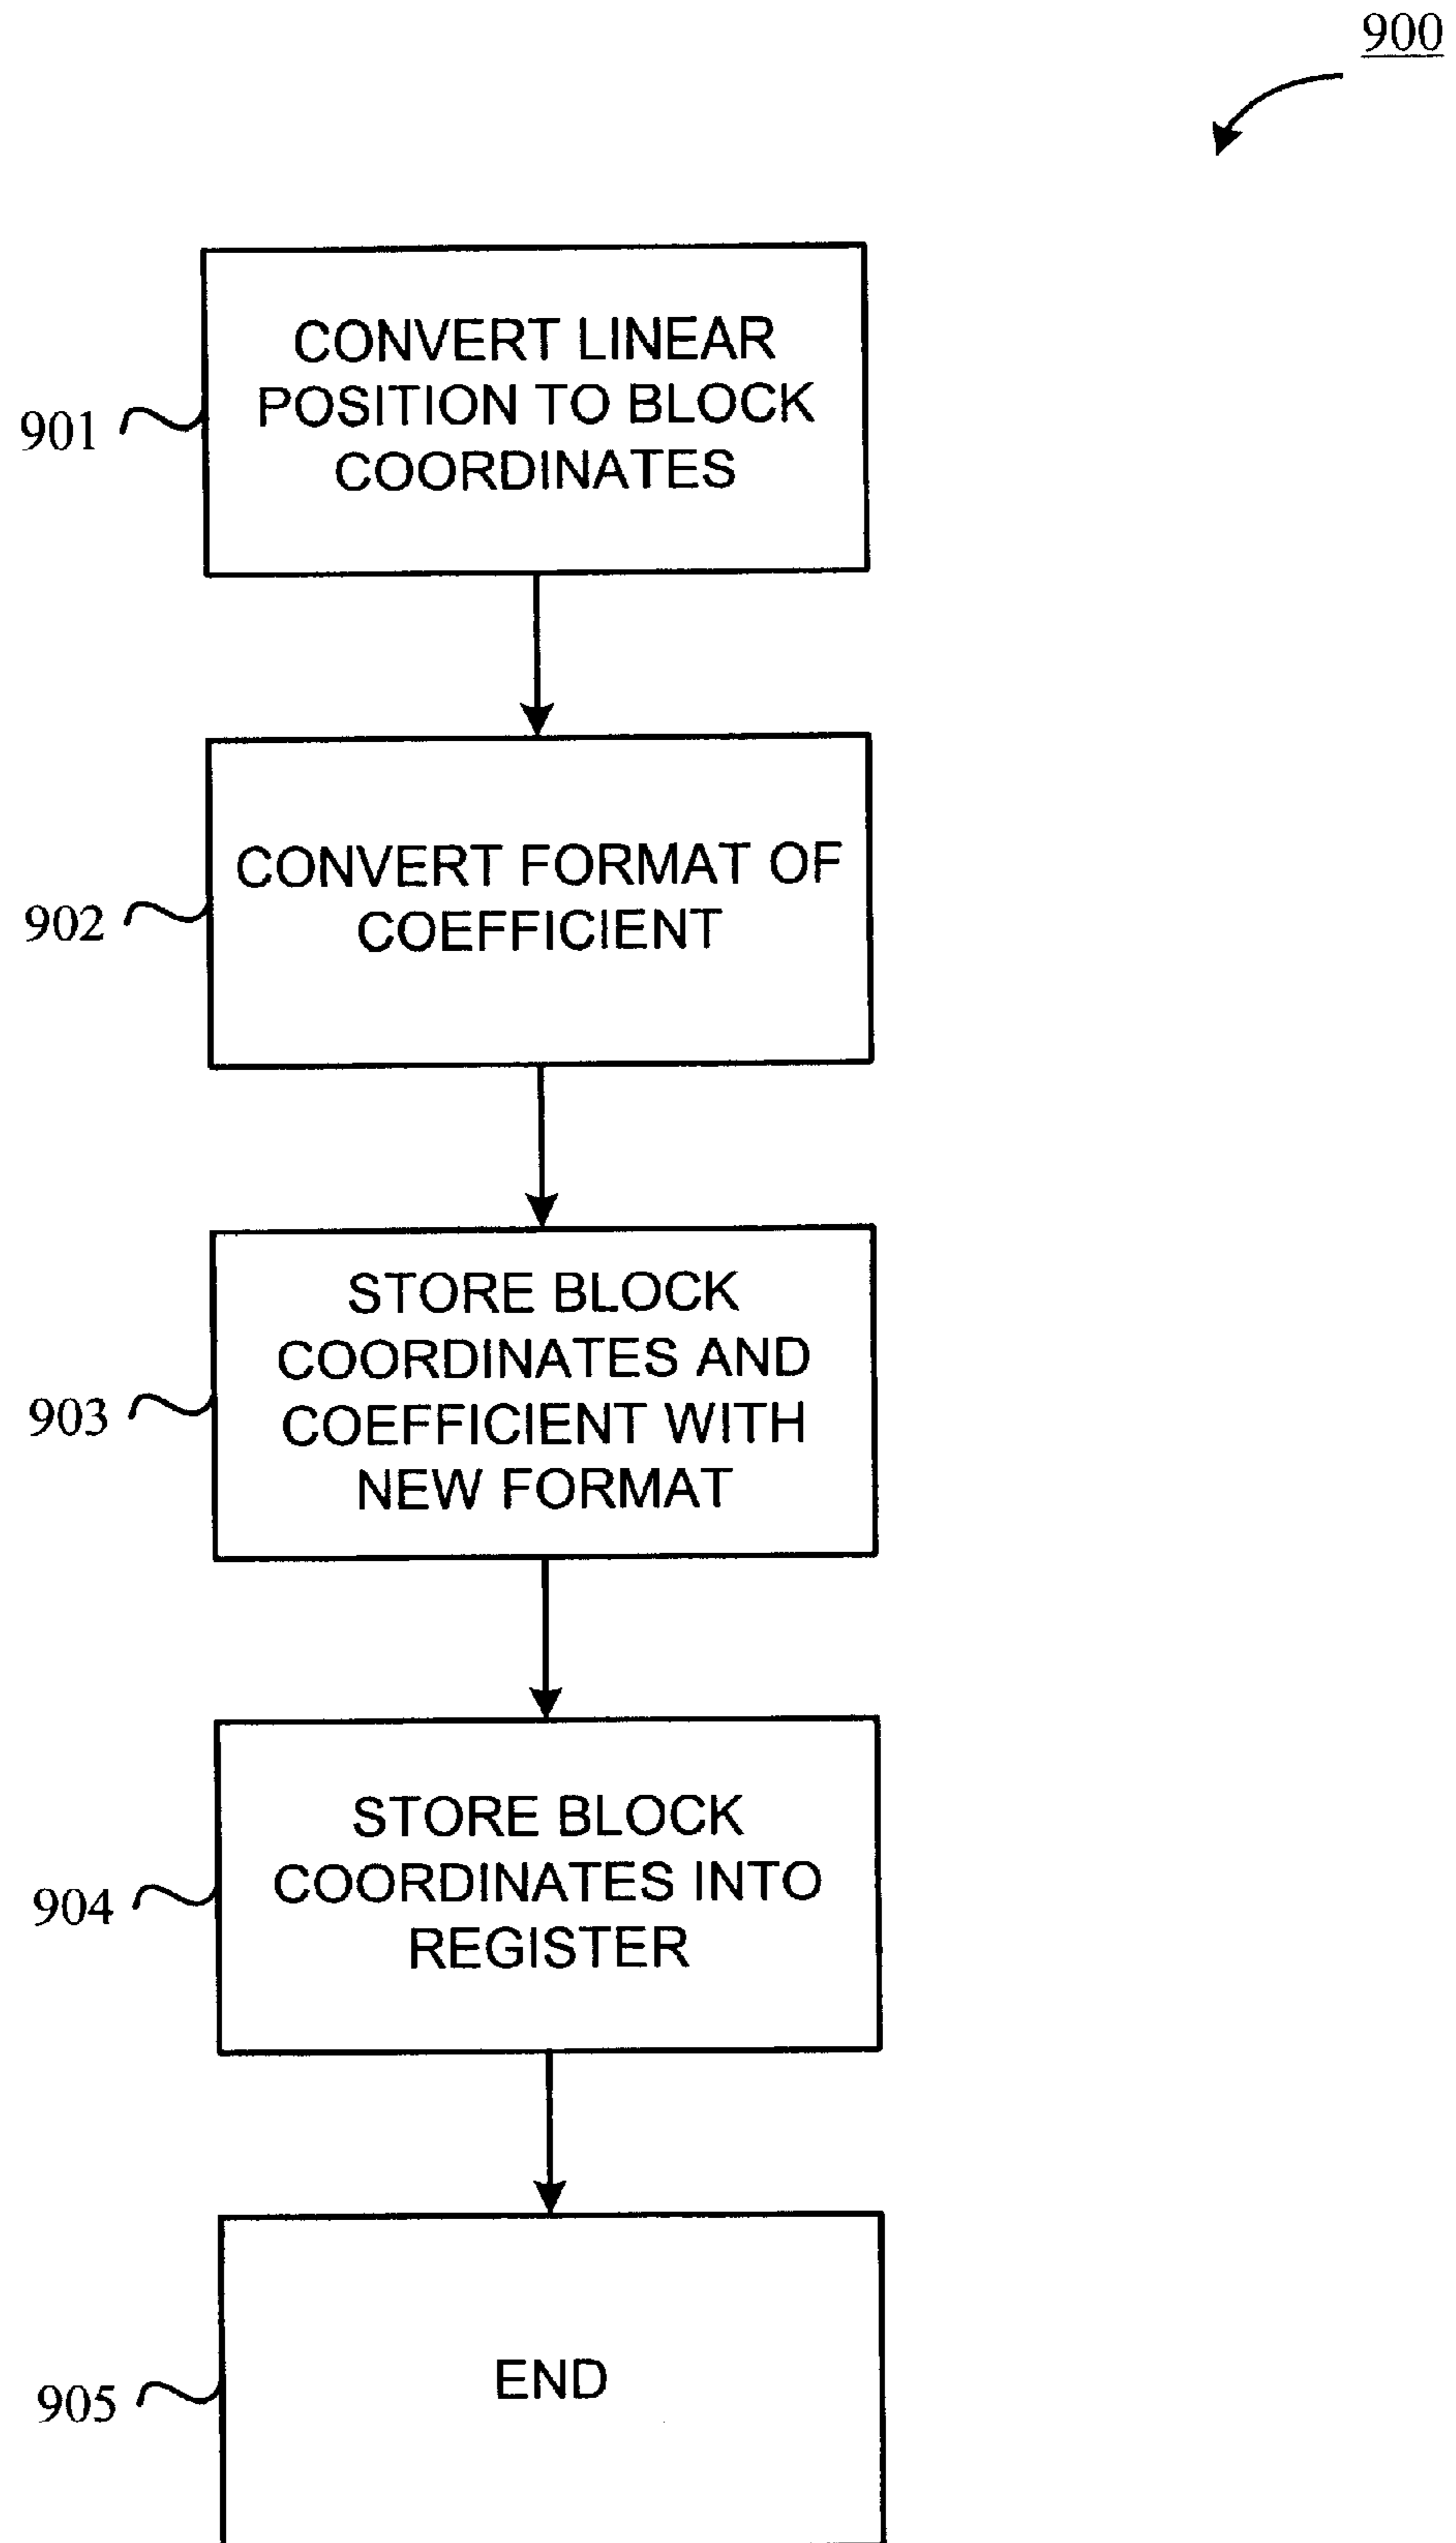 900
CONVERT LINEAR
POSITION TO BLOCK
COORDINATES
901
CONVERT FORMAT OF
COEFFICIENT
902
STORE BLOCK
COORDINATES AND
COEFFICIENT WITH
NEW FORMAT
903
STORE BLOCK
COORDINATES INTO
REGISTER
904
END
905